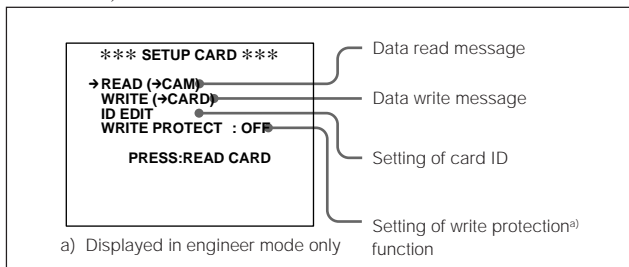 *** SETUP CARD ***
→READ (→CAM)
WRITE (→CARD)
ID EDIT
WRITE PROTECT : OFF
PRESS:READ CARD
Data read message
Data write message
Setting of card ID
Setting of write protectionᵃ⁾
function
a) Displayed in engineer mode only